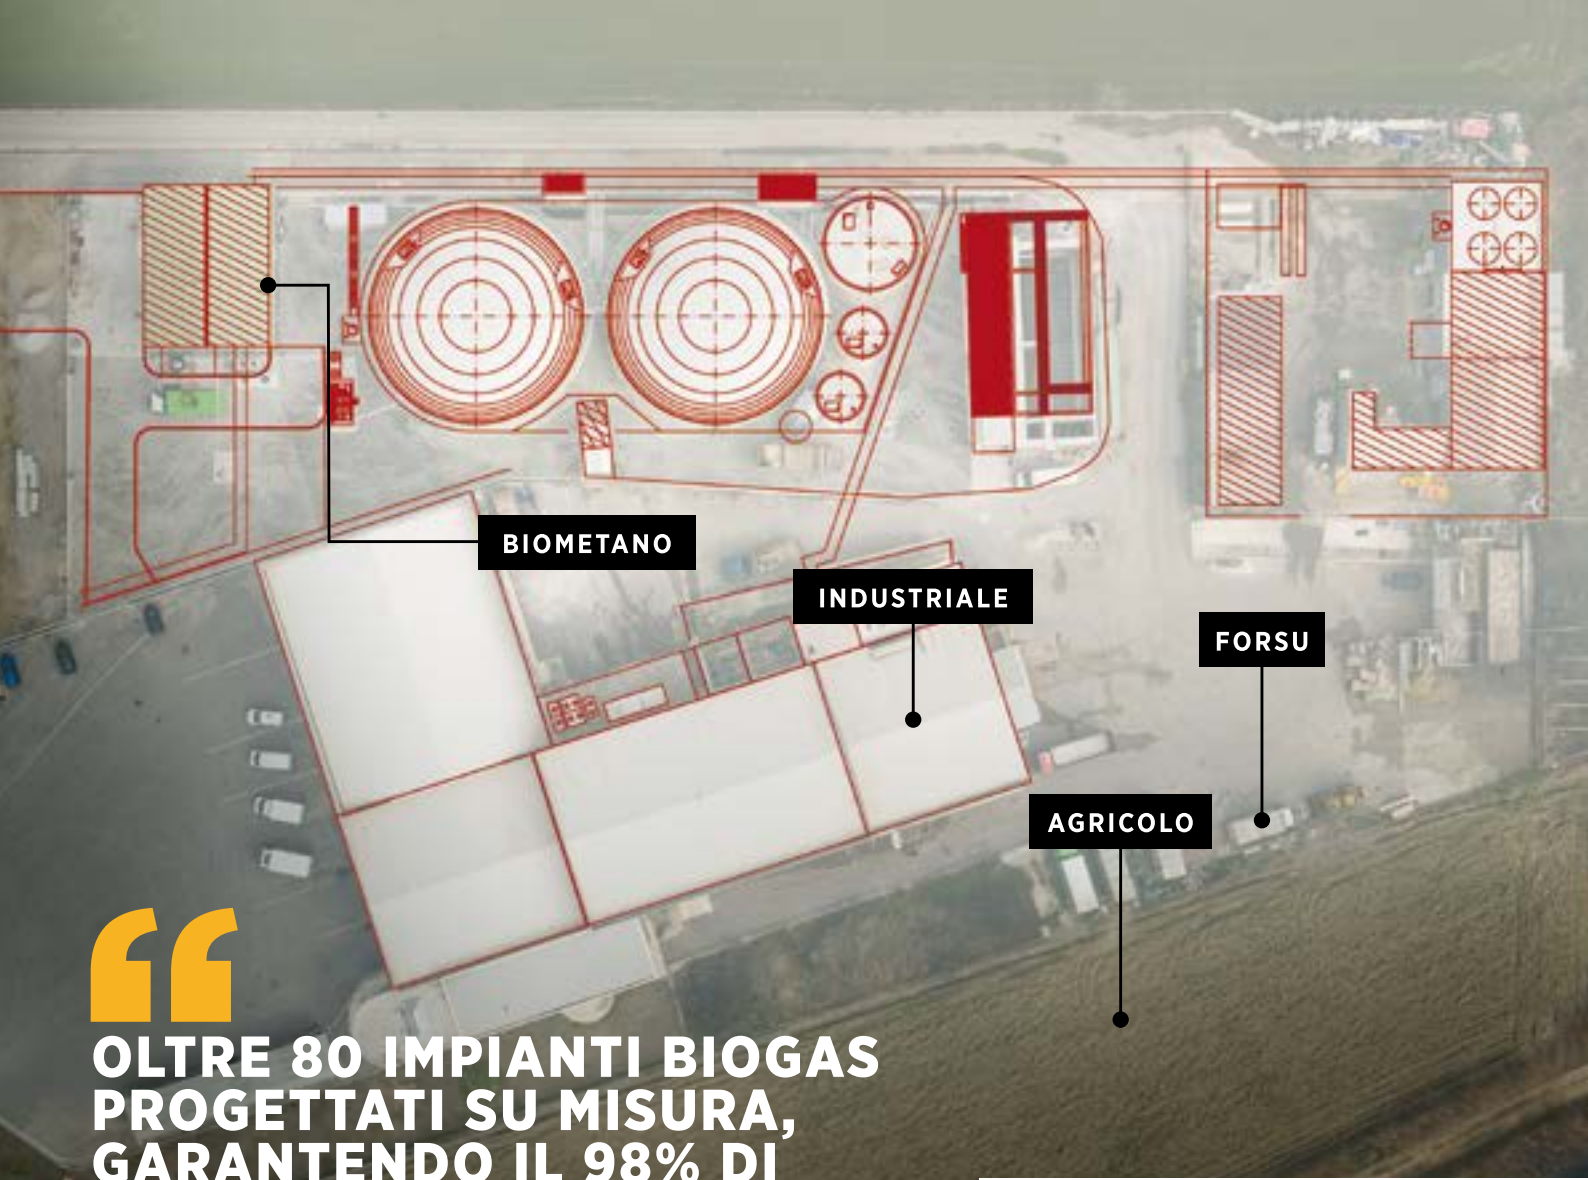 BIOMETANO
INDUSTRIALE
FORSU
AGRICOLO
“
OLTRE 80 IMPIANTI BIOGAS
PROGETTATI SU MISURA,
GARANTENDO IL 98% DI